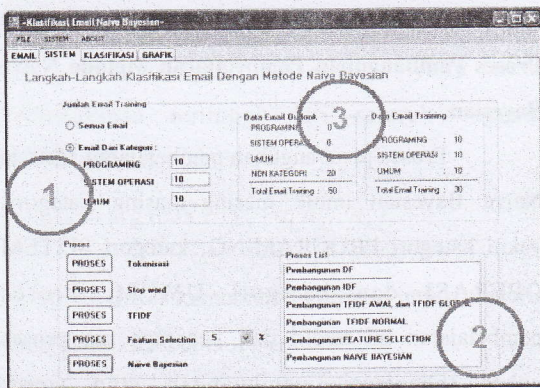 -Klasifikasi Email Naive Bayesian-
FILE SISTEM ABOUT
EMAIL SISTEM KLASIFIKASI GRAFIK
Langkah-Langkah Klasifikasi Email Dengan Metode Naive Bayesian
Jumlah Email Training
Semua Email
Email Dari Kategori :
PROGRAMING 10
SISTEM OPERASI 10
UMUM 10
1
Data Email Outlook
PROGRAMING : 0
SISTEM OPERASI
UMUM
NON KATEGORI : 20
Total Email Training : 50
3
Data Email Training
PROGRAMING : 10
SISTEM OPERASI : 10
UMUM : 10
Total Email Training : 30
Proses
PROSES Tokenisasi
PROSES Stop word
PROSES TFIDF
PROSES Feature Selection 5 %
PROSES Naive Bayesian
Proses List
Pembangunan DF
Pembangunan IDF
Pembangunan TFIDF AWAL dan TFIDF GLOBAL
Pembangunan TFIDF NORMAL
Pembangunan FEATURE SELECTION
Pembangunan NAIVE BAYESIAN
2